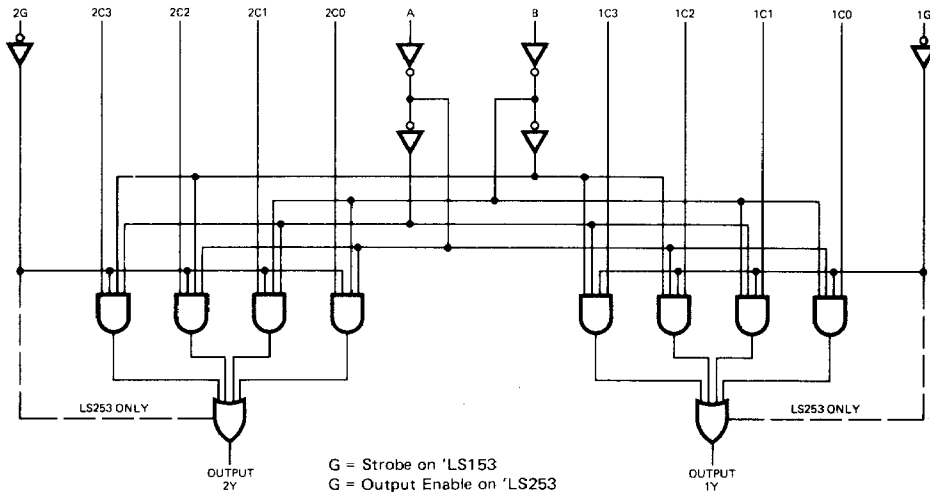 2G 2C3 2C2 2C1 2C0 A B 1C3 1C2 1C1 1C0 1G
LS253 ONLY
LS253 ONLY
OUTPUT
2Y
OUTPUT
1Y
G = Strobe on 'LS153
G = Output Enable on 'LS253